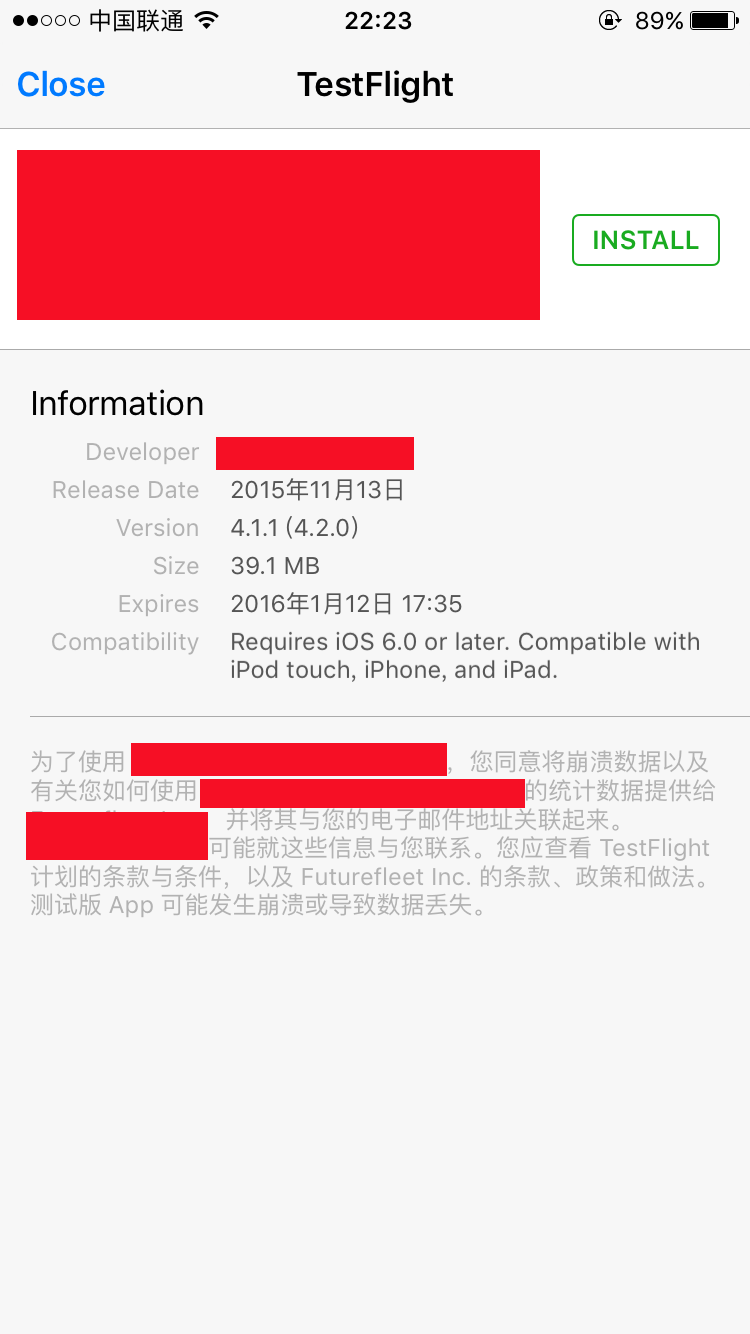 中国联通 22:23 89%
Close TestFlight
INSTALL
Information
Developer
Release Date 2015年11月13日
Version 4.1.1 (4.2.0)
Size 39.1 MB
Expires 2016年1月12日 17:35
Compatibility Requires iOS 6.0 or later. Compatible with
iPod touch, iPhone, and iPad.
为了使用 ，您同意将崩溃数据以及
有关您如何使用 的统计数据提供给
并将其与您的电子邮件地址关联起来。
可能就这些信息与您联系。您应查看 TestFlight
计划的条款与条件，以及 Futurefleet Inc. 的条款、政策和做法。
测试版 App 可能发生崩溃或导致数据丢失。